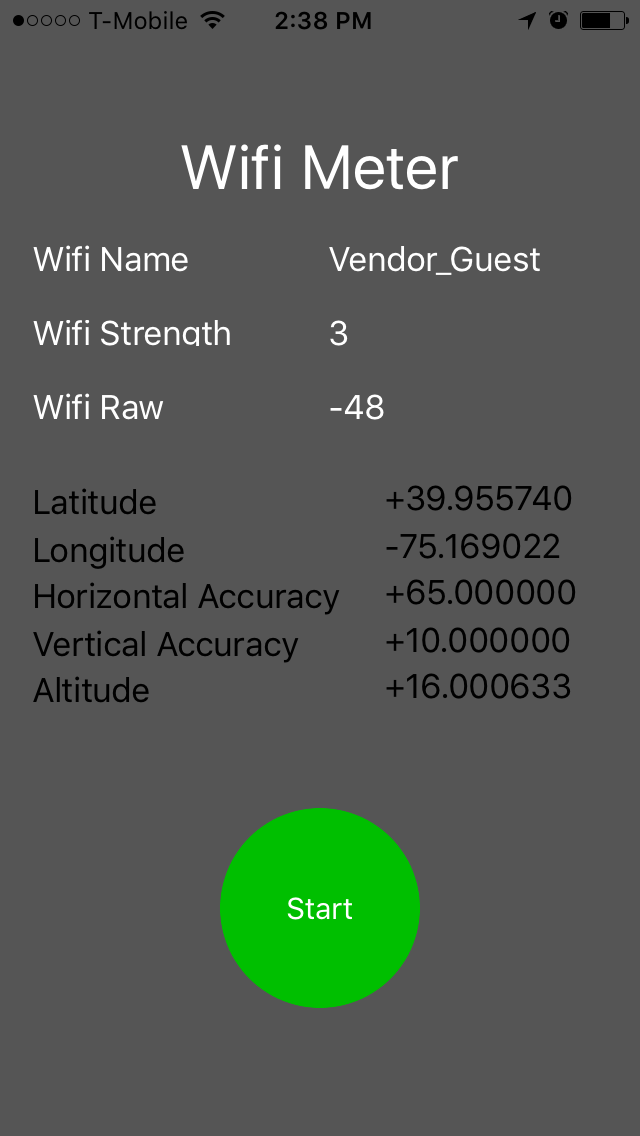 T-Mobile 2:38 PM
Wifi Meter
Wifi Name Vendor_Guest
Wifi Strength 3
Wifi Raw -48
Latitude +39.955740
Longitude -75.169022
Horizontal Accuracy +65.000000
Vertical Accuracy +10.000000
Altitude +16.000633
Start